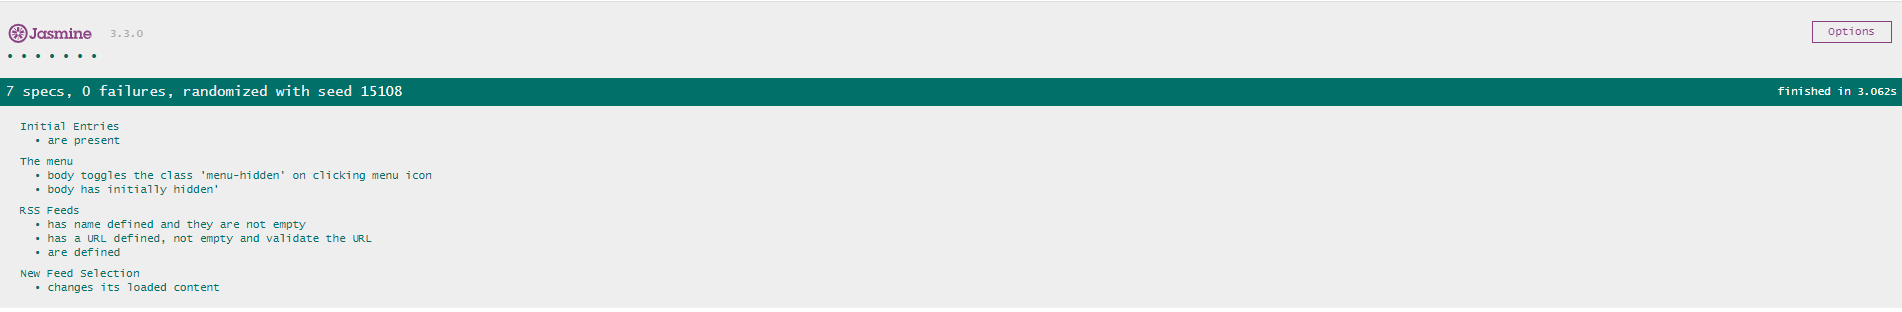 Jasmine 3.3.0 Options
• • • • • • •
7 specs, 0 failures, randomized with seed 15108 finished in 3.062s
Initial Entries
• are present
The menu
• body toggles the class 'menu-hidden' on clicking menu icon
• body has initially hidden'
RSS Feeds
• has name defined and they are not empty
• has a URL defined, not empty and validate the URL
• are defined
New Feed Selection
• changes its loaded content